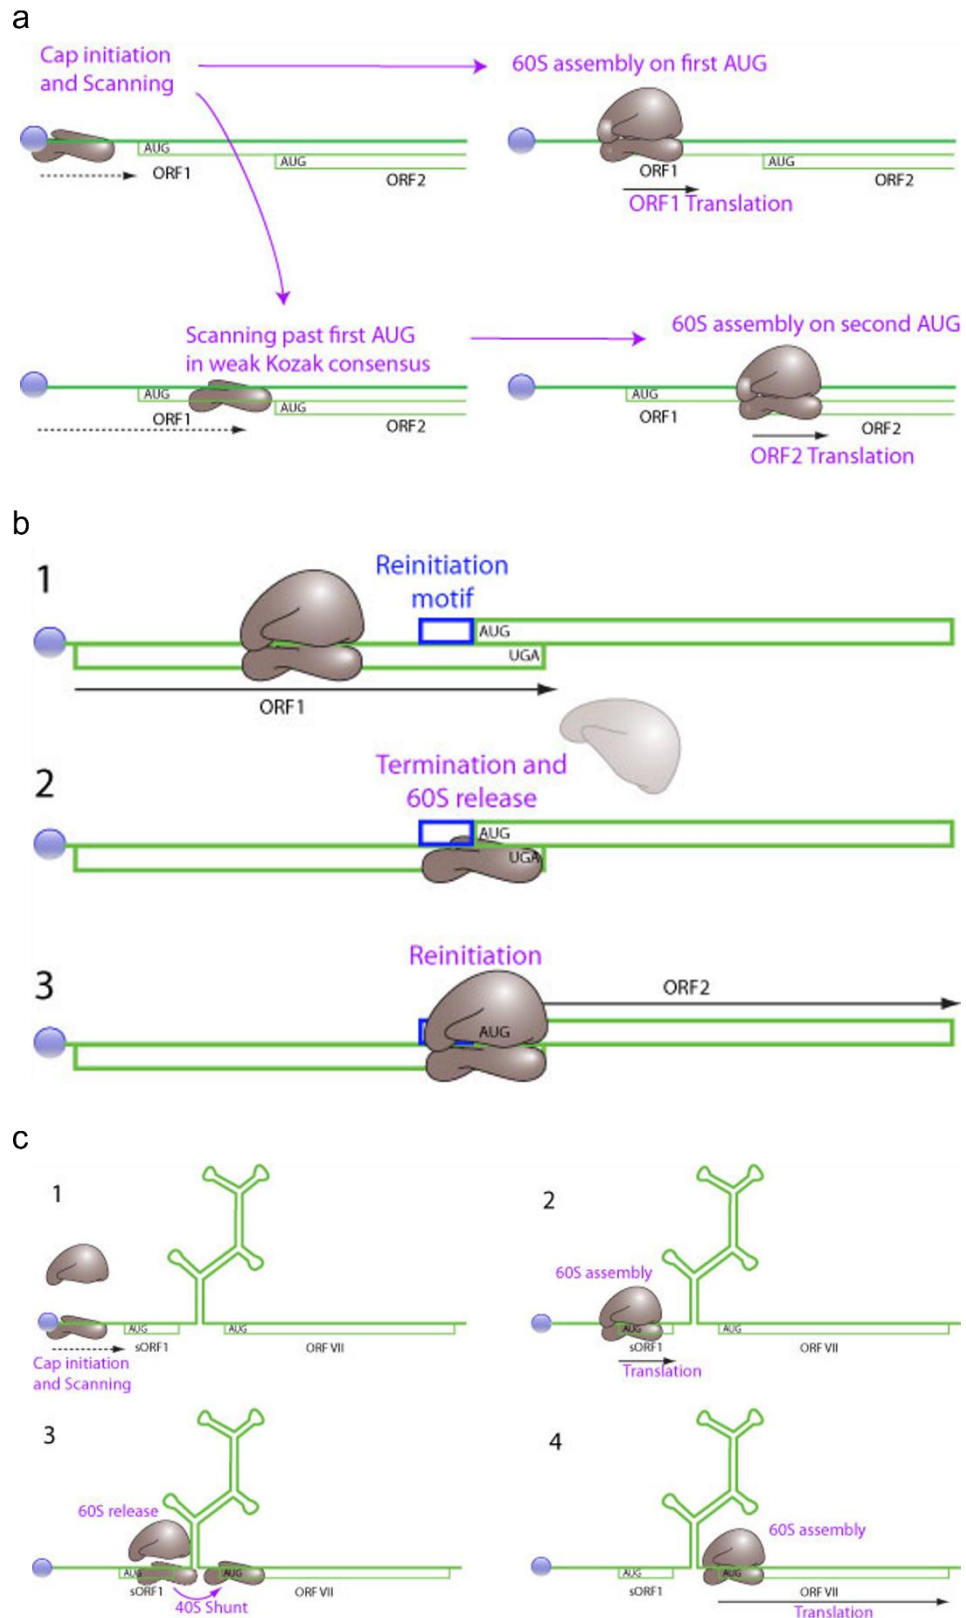 a
Cap initiation
and Scanning
60S assembly on first AUG
AUG
ORF1
AUG
ORF2
ORF1
AUG
ORF2
ORF1 Translation
Scanning past first AUG
in weak Kozak consensus
60S assembly on second AUG
AUG
ORF1
AUG
ORF2
AUG
ORF1
ORF2
ORF2 Translation
b
1
Reinitiation
motif
AUG
UGA
ORF1
2
Termination and
60S release
AUG
UGA
3
Reinitiation
ORF2
AUG
c
1
AUG
sORF1
AUG
ORF VII
Cap initiation
and Scanning
2
60S assembly
AUG
sORF1
AUG
ORF VII
Translation
3
60S release
AUG
sORF1
AUG
ORF VII
40S Shunt
4
60S assembly
AUG
sORF1
AUG
ORF VII
Translation